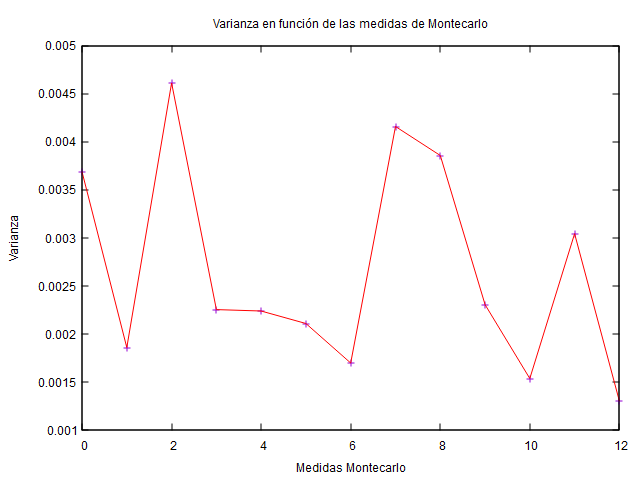 Varianza en función de las medidas de Montecarlo
0.005
0.0045
0.004
0.0035
0.003
0.0025
0.002
0.0015
0.001
Varianza
0 2 4 6 8 10 12
Medidas Montecarlo